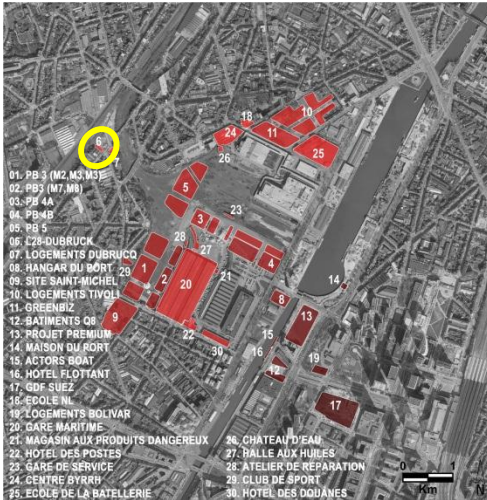 6
7
18
24
10
11
26
25
01. PB 3 (M2,M3,M3)
02. PB3 (M7,M8)
03. PB 4A
04. PB 4B
05. PB 5
06. L28-DUBRUCK
07. LOGEMENTS DUBRUCQ
08. HANGAR DU PORT
09. SITE SAINT-MICHEL
10. LOGEMENTS TIVOLI
11. GREENBIZ
12. BATIMENTS Q8
13. PROJET PREMIUM
14. MAISON DU PORT
15. ACTORS BOAT
16. HOTEL FLOTTANT
17. GDF SUEZ
18. ECOLE NL
19. LOGEMENTS BOLIVAR
20. GARE MARITIME
21. MAGASIN AUX PRODUITS DANGEREUX
22. HOTEL DES POSTES
23. GARE DE SERVICE
24. CENTRE BYRRH
25. ECOLE DE LA BATELLERIE
26. CHATEAU D'EAU
27. HALLE AUX HUILES
28. ATELIER DE REPARATION
29. CLUB DE SPORT
30. HOTEL DES DOUANES
5
23
3
28
27
4
29
1
21
2
20
14
8
9
13
22
30
15
16
12
19
17
0 1
Km
N